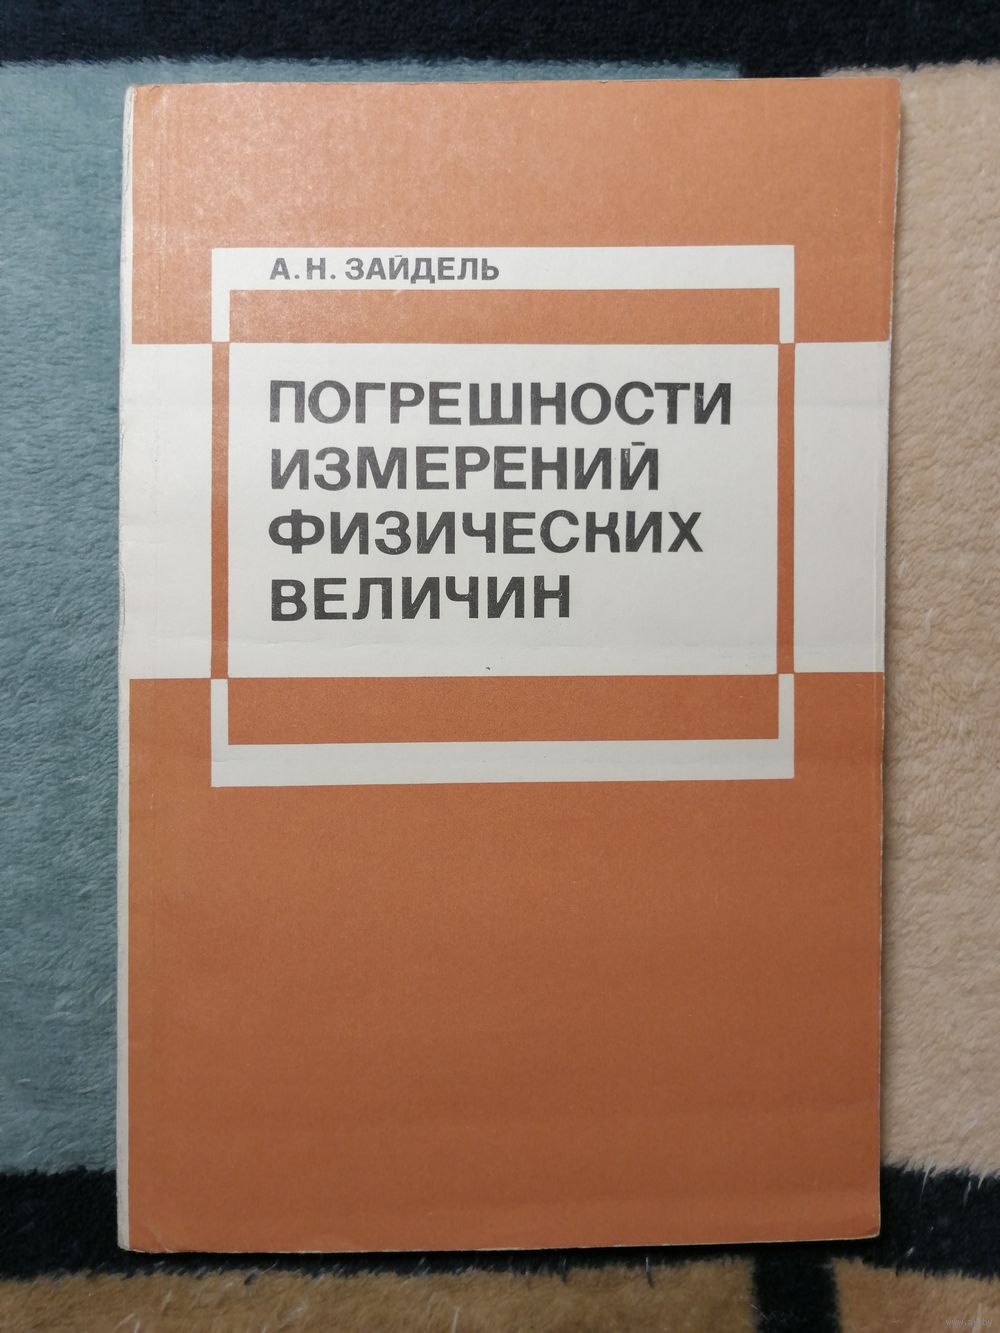 А. Н. ЗАЙДЕЛЬ
ПОГРЕШНОСТИ
ИЗМЕРЕНИЙ
ФИЗИЧЕСКИХ
ВЕЛИЧИН